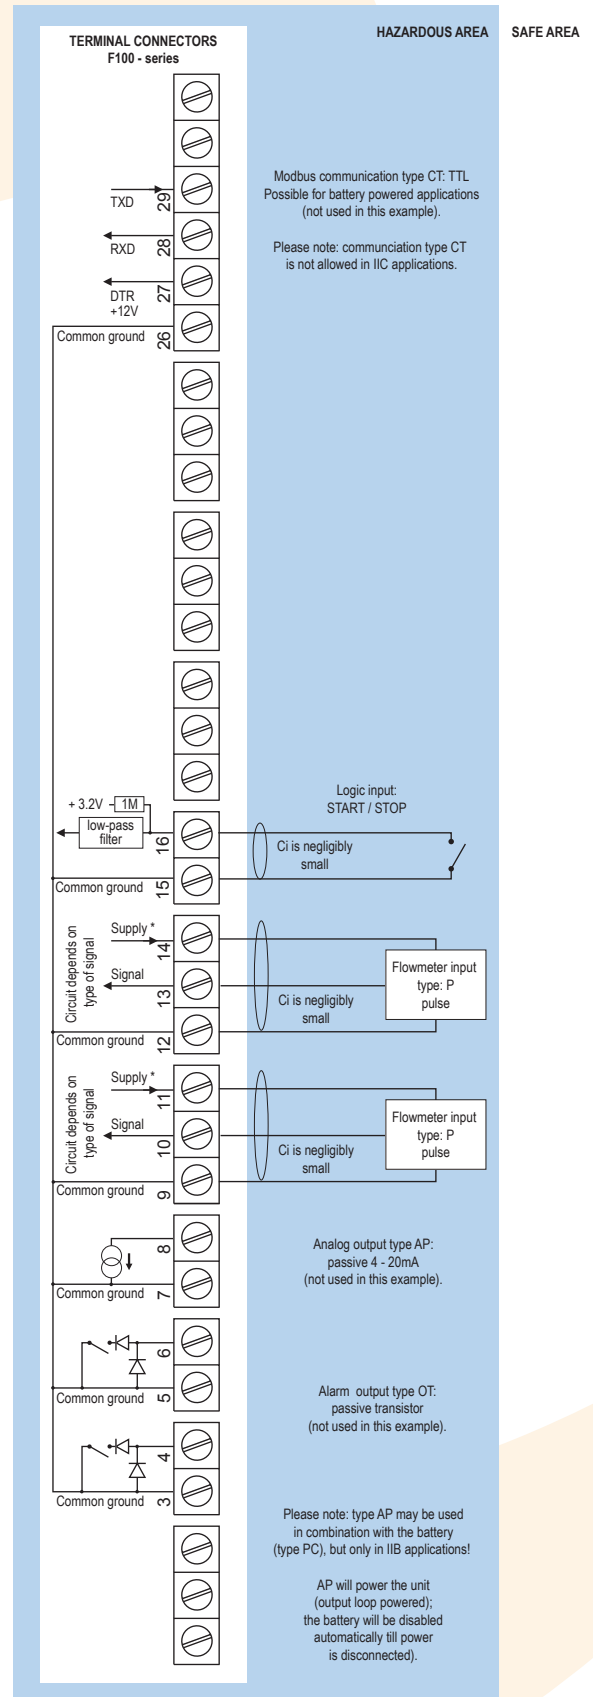 HAZARDOUS AREA
SAFE AREA
TERMINAL CONNECTORS
F100 - series
Modbus communication type CT: TTL
Possible for battery powered applications
(not used in this example).
Please note: communciation type CT
is not allowed in IIC applications.
TXD
29
RXD
28
DTR
+12V
27
Common ground
26
Logic input:
START / STOP
+ 3.2V
1M
low-pass
filter
16
Ci is negligibly
small
Common ground
15
Circuit depends on
type of signal
Supply *
14
Signal
13
Flowmeter input
type: P
pulse
Ci is negligibly
small
Common ground
12
Circuit depends on
type of signal
Supply *
11
Signal
10
Flowmeter input
type: P
pulse
Ci is negligibly
small
Common ground
9
8
Analog output type AP:
passive 4 - 20mA
(not used in this example).
Common ground
7
6
Common ground
5
Alarm output type OT:
passive transistor
(not used in this example).
4
Common ground
3
Please note: type AP may be used
in combination with the battery
(type PC), but only in IIB applications!
AP will power the unit
(output loop powered);
the battery will be disabled
automatically till power
is disconnected).